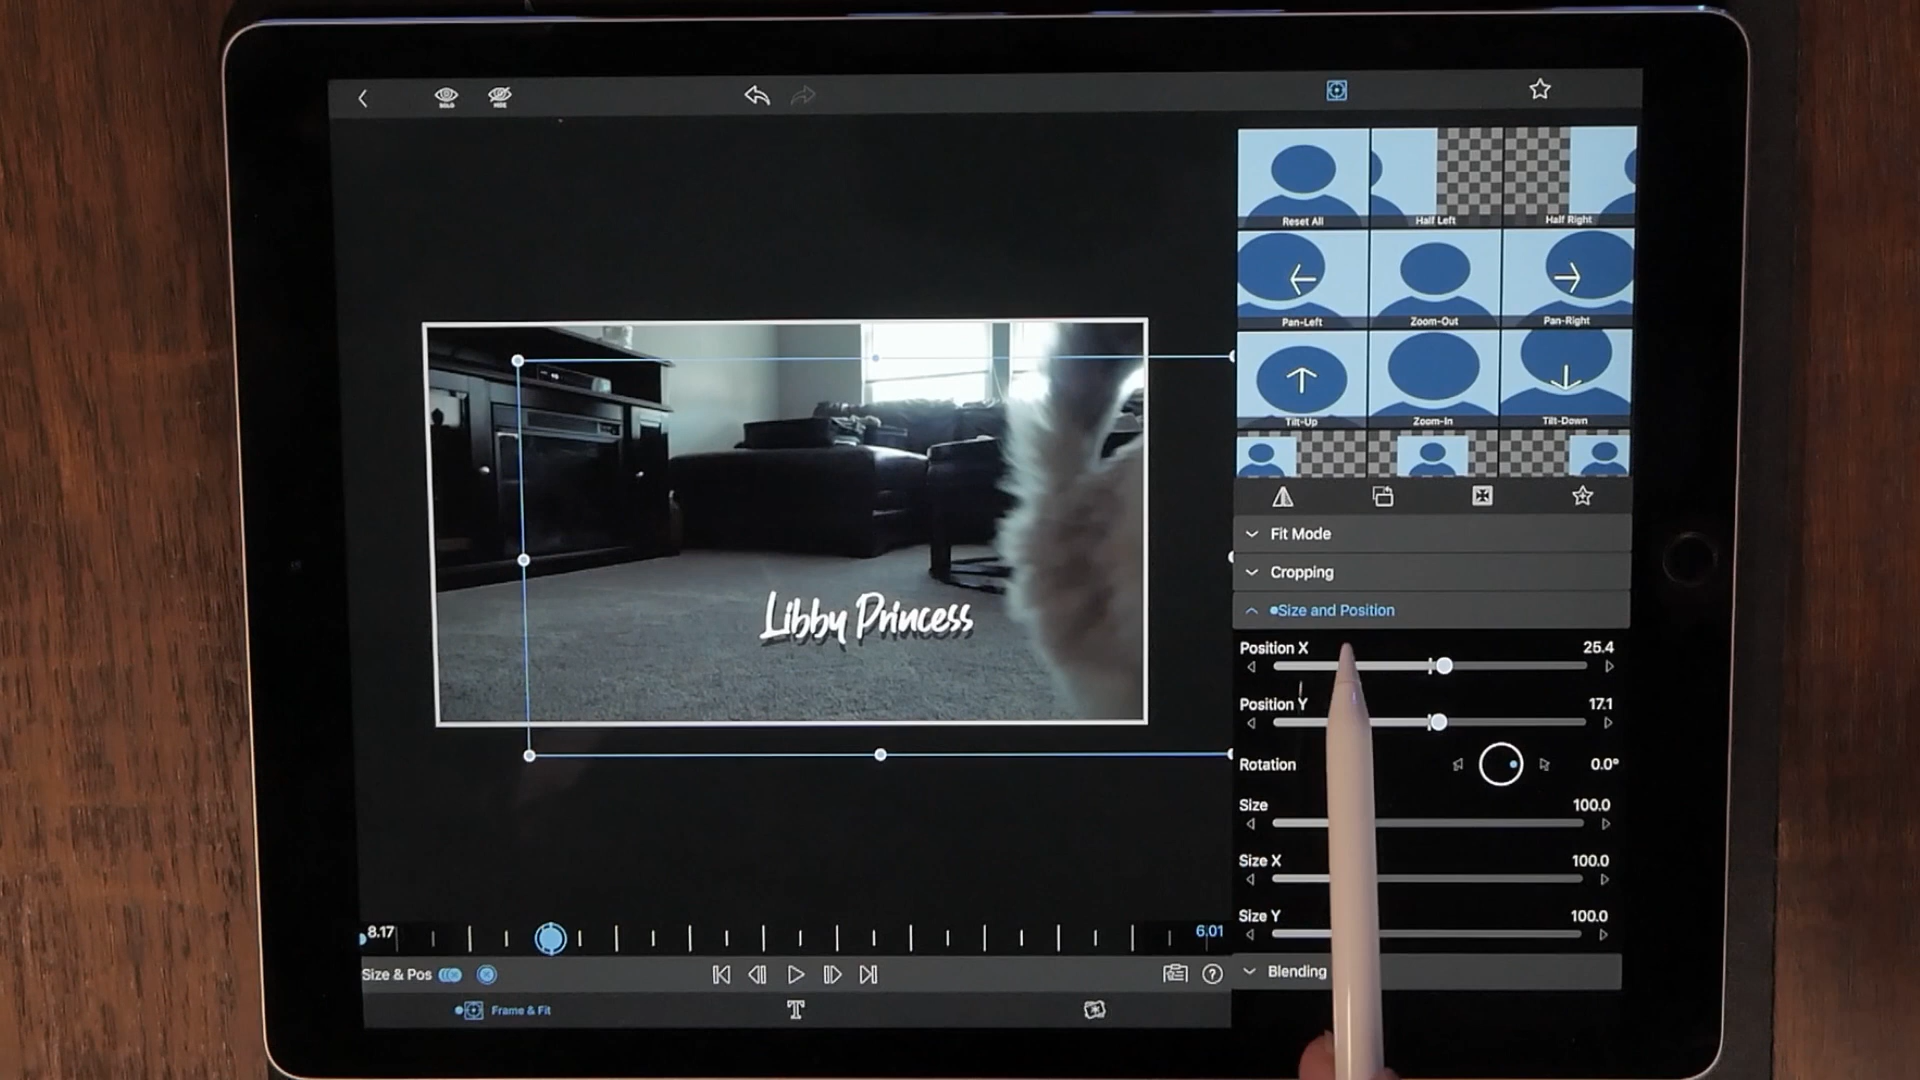 SOLO
HIDE
Reset All
Half Left
Half Right
Pan-Left
Zoom-Out
Pan-Right
Tilt-Up
Zoom-In
Tilt-Down
Fit Mode
Cropping
Size and Position
Position X 25.4
Position Y 17.1
Rotation 0.0°
Size 100.0
Size X 100.0
Size Y 100.0
Blending
Libby Princess
8.17
6.01
Size & Pos
Frame & Fit
T